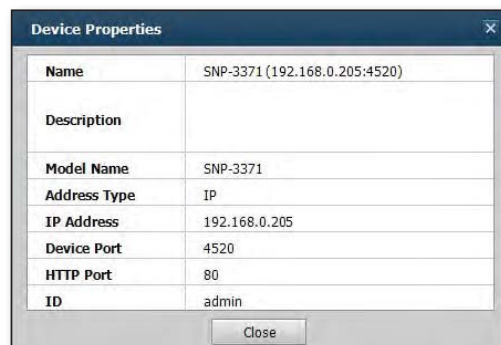 Device Properties
Name SNP-3371 (192.168.0.205:4520)
Description
Model Name SNP-3371
Address Type IP
IP Address 192.168.0.205
Device Port 4520
HTTP Port 80
ID admin
Close